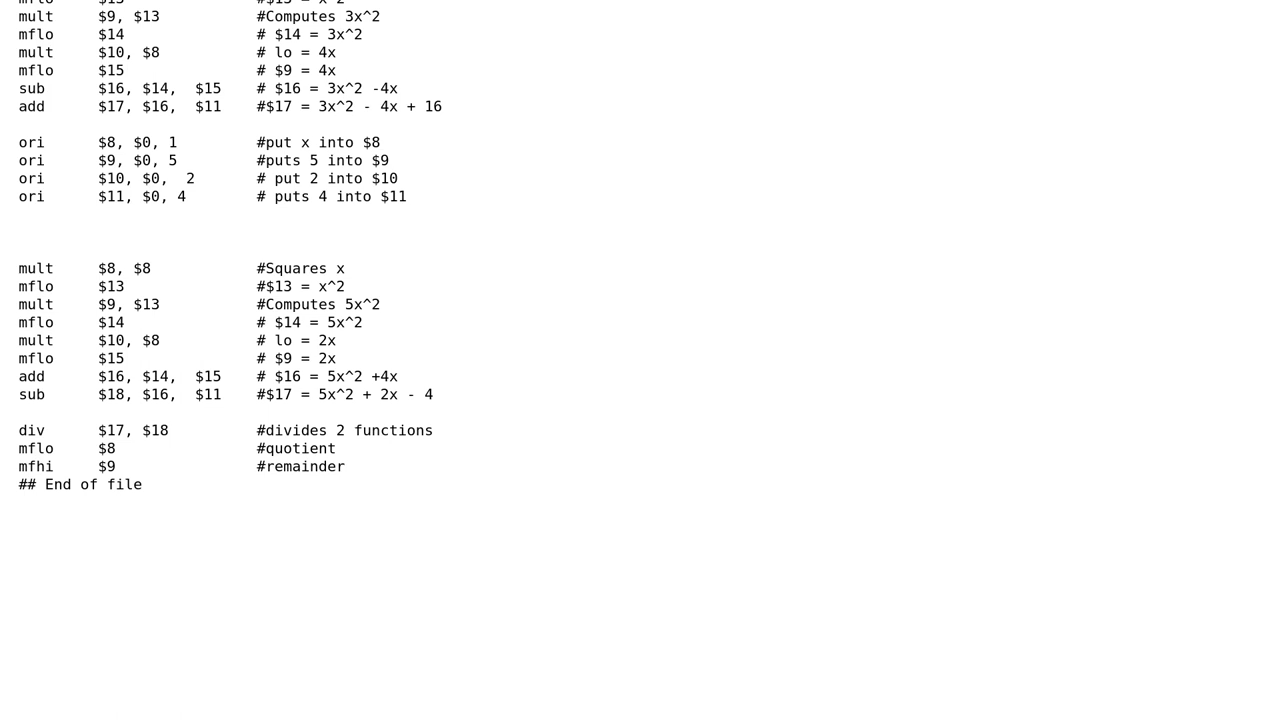 mflo $13 #$13 = x^2
mult $9, $13 #Computes 3x^2
mflo $14 # $14 = 3x^2
mult $10, $8 # lo = 4x
mflo $15 # $9 = 4x
sub $16, $14, $15 # $16 = 3x^2 -4x
add $17, $16, $11 #$17 = 3x^2 - 4x + 16
ori $8, $0, 1 #put x into $8
ori $9, $0, 5 #puts 5 into $9
ori $10, $0, 2 # put 2 into $10
ori $11, $0, 4 # puts 4 into $11
mult $8, $8 #Squares x
mflo $13 #$13 = x^2
mult $9, $13 #Computes 5x^2
mflo $14 # $14 = 5x^2
mult $10, $8 # lo = 2x
mflo $15 # $9 = 2x
add $16, $14, $15 # $16 = 5x^2 +4x
sub $18, $16, $11 #$17 = 5x^2 + 2x - 4
div $17, $18 #divides 2 functions
mflo $8 #quotient
mfhi $9 #remainder
## End of file